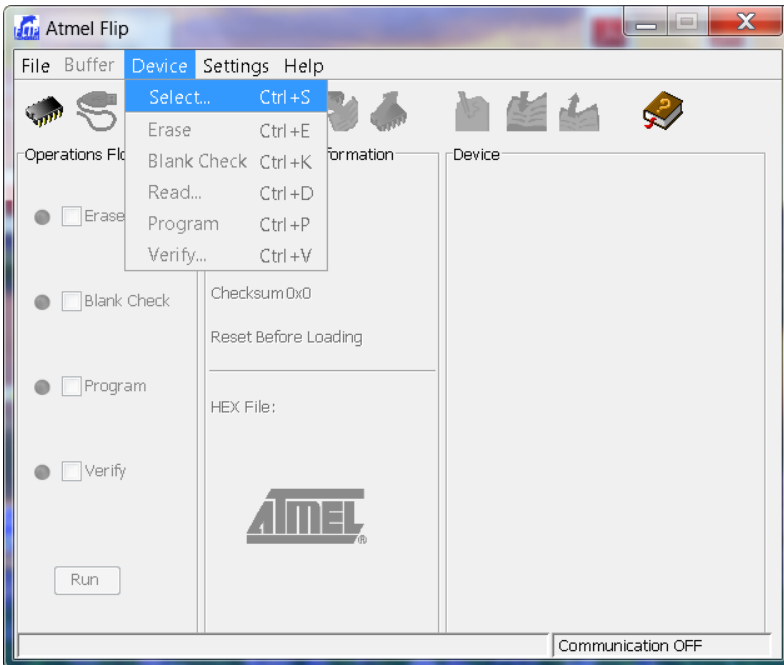 Atmel Flip
File Buffer Device Settings Help
Select... Ctrl+S
Erase Ctrl+E
Blank Check Ctrl+K
Read... Ctrl+D
Program Ctrl+P
Verify... Ctrl+V
Operations Flo
ormation
Device
Erase
Blank Check
Program
Verify
Run
Checksum 0x0
Reset Before Loading
HEX File:
ATMEL®
Communication OFF